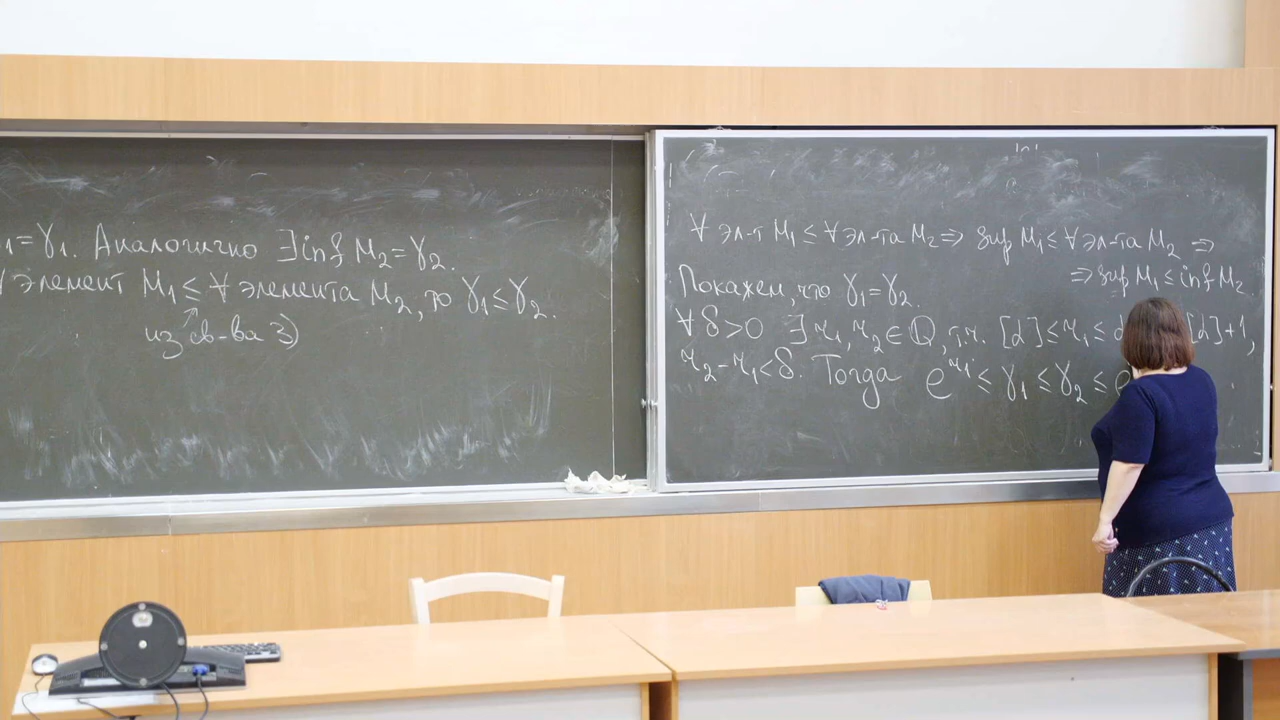 ₁=γ₁. Аналогично ∃inf M₂=γ₂.
∀ элемент M₁≤∀ элемента M₂, то γ₁≤γ₂.
из св-ва 3)
∀ эл-т M₁≤∀ эл-та M₂⇒ sup M₁≤∀ эл-та M₂ ⇒
⇒sup M₁≤inf M₂
Покажем, что γ₁=γ₂.
∀ δ>0 ∃ r₁, r₂∈ℚ, т.ч. [α]≤r₁≤ [α]+1,
r₂-r₁<δ. Тогда e^{r₁}≤γ₁≤γ₂≤e